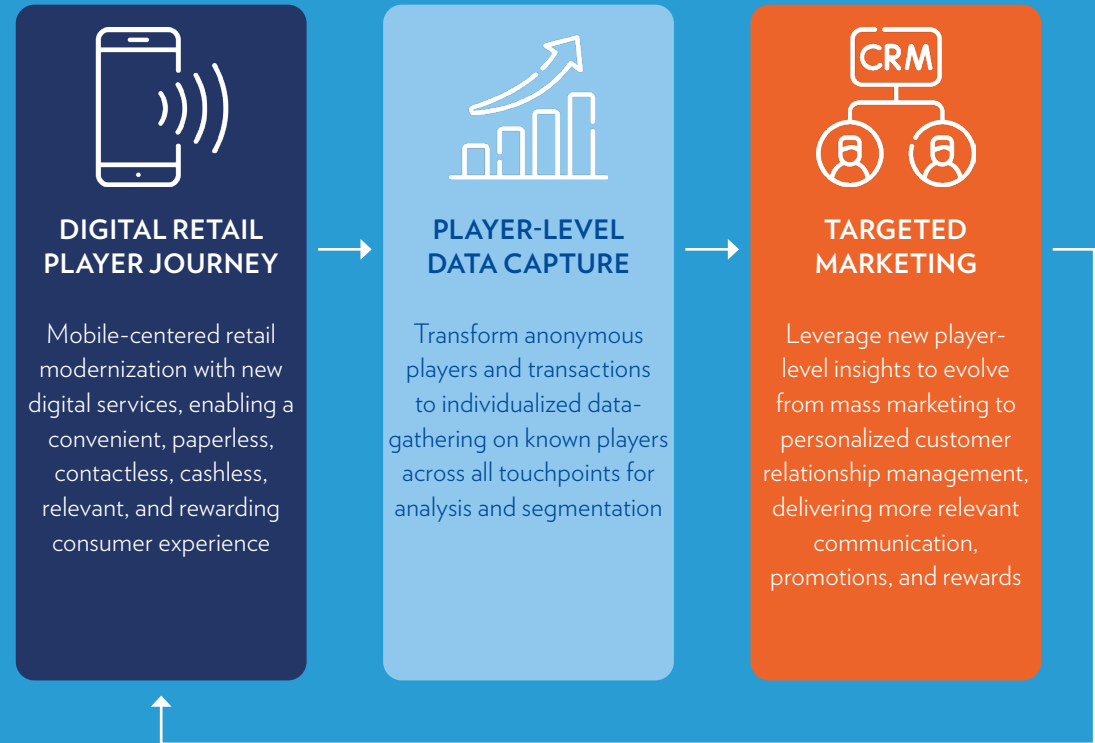 DIGITAL RETAIL
PLAYER JOURNEY
Mobile-centered retail
modernization with new
digital services, enabling a
convenient, paperless,
contactless, cashless,
relevant, and rewarding
consumer experience
PLAYER-LEVEL
DATA CAPTURE
Transform anonymous
players and transactions
to individualized data-
gathering on known players
across all touchpoints for
analysis and segmentation
CRM
TARGETED
MARKETING
Leverage new player-
level insights to evolve
from mass marketing to
personalized customer
relationship management,
delivering more relevant
communication,
promotions, and rewards